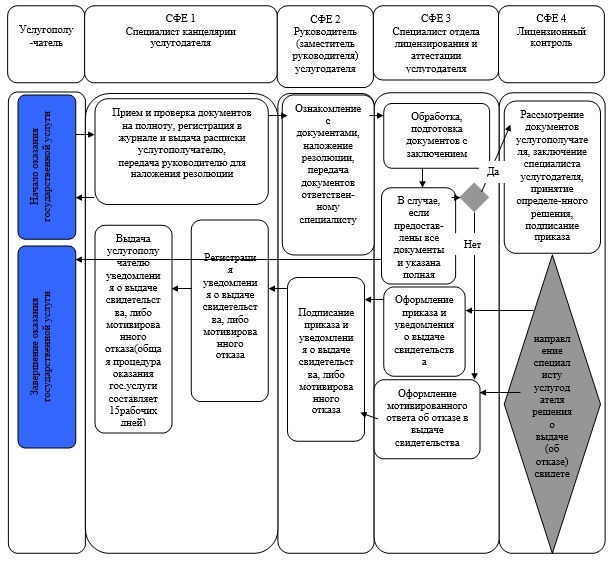 Услугополу
-чатель
СФЕ 1
Специалист канцелярии
услугодателя
СФЕ 2
Руководитель
(заместитель
руководителя)
услугодателя
СФЕ 3
Специалист отдела
лицензирования и
аттестации
услугодателя
СФЕ 4
Лицензионный
контроль
Начало оказания
государственной услуги
Прием и проверка документов
на полноту, регистрация в
журнале и выдача расписки
услугополучателю,
передача руководителю для
наложения резолюции
Ознакомление
с
документами,
наложение
резолюции,
передача
документов
ответствен-
ному
специалисту
Обработка,
подготовка
документов с
заключением
Рассмотрение
документов
услугополучате
ля, заключение
специалиста
услугодателя,
принятие
определе-нного
решения,
подписание
приказа
Да
В случае,
если
предостав-
лены все
документы
и указана
полная
Нет
Завершение оказания
государственной услуги
Выдача
услугополу
чателю
уведомлени
я о выдаче
свидетельст
ва, либо
мотивирова
нного
отказа(обща
я процедура
оказания
гос.услуги
составляет
15рабочих
дней)
Регистраци
я
уведомлени
я о выдаче
свидетельст
ва, либо
мотивирова
нного
отказа
Подписание
приказа и
уведомлени
я о выдаче
свидетельст
ва, либо
мотивирова
нного
отказа
Оформление
приказа и
уведомления
о выдаче
свидетельств
а
Оформление
мотивированного
ответа об отказе в
выдаче
свидетельства
направ
ление
специал
исту
услугод
ателя
решения
о
выдаче
(об
отказе)
свидете